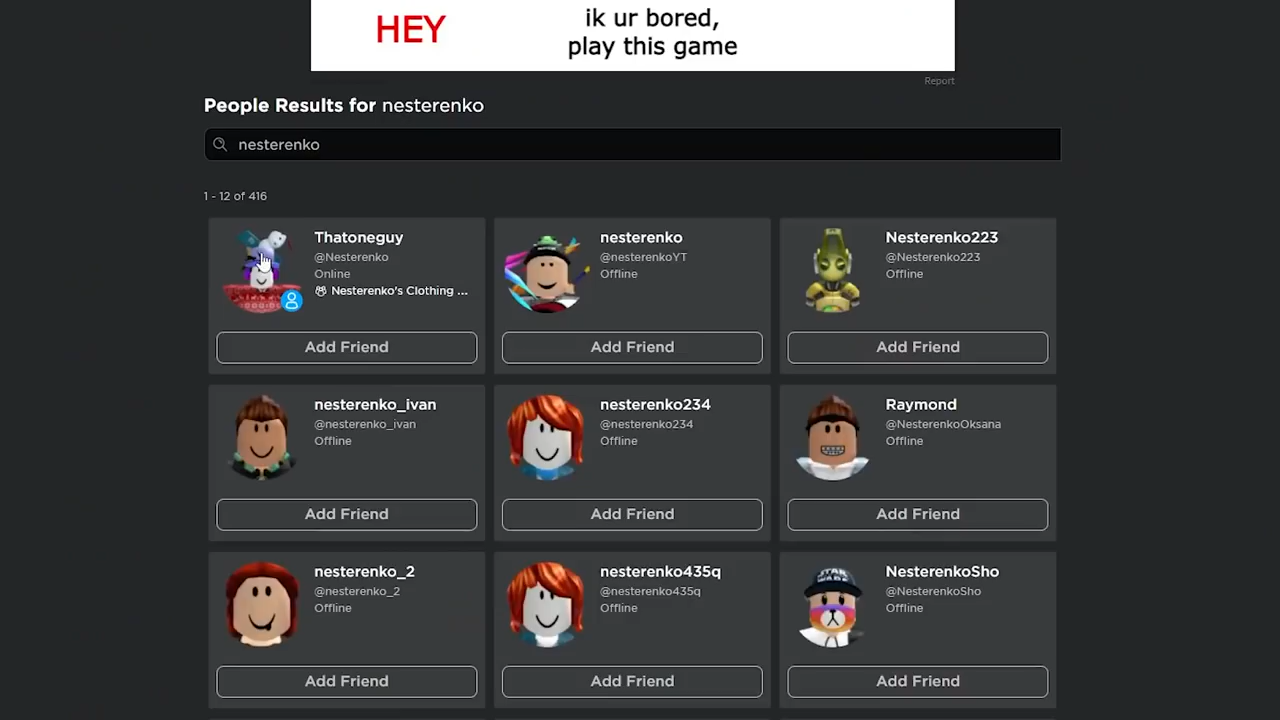 HEY
ik ur bored,
play this game
Report
People Results for nesterenko
nesterenko
1 - 12 of 416
Thatoneguy
@Nesterenko
Online
Nesterenko's Clothing ...
Add Friend
nesterenko
@nesterenkoYT
Offline
Add Friend
Nesterenko223
@Nesterenko223
Offline
Add Friend
nesterenko_ivan
@nesterenko_ivan
Offline
Add Friend
nesterenko234
@nesterenko234
Offline
Add Friend
Raymond
@NesterenkoOksana
Offline
Add Friend
nesterenko_2
@nesterenko_2
Offline
Add Friend
nesterenko435q
@nesterenko435q
Offline
Add Friend
NesterenkoSho
@NesterenkoSho
Offline
Add Friend